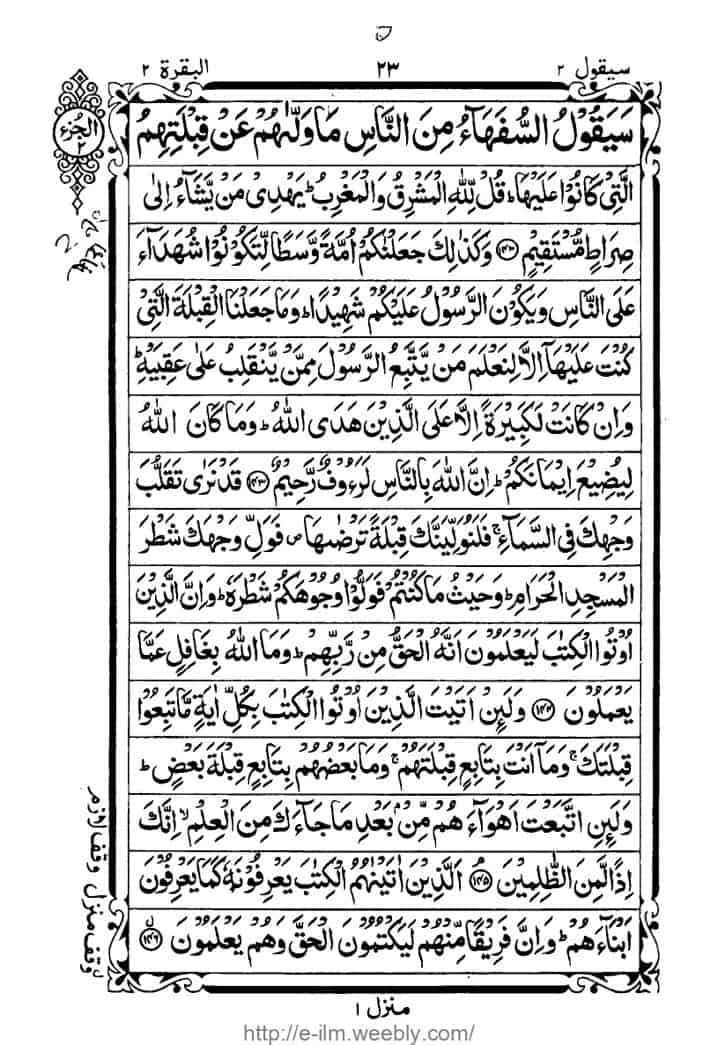 سيقول ٢
٢٣
البقرة ٢
الجزء ٢
سَيَقُوْلُ السُّفَهَآءُ مِنَ النَّاسِ مَا وَلّٰىهُمْ عَنْ قِبْلَتِهِمُ
الَّتِيْ كَانُوْا عَلَيْهَا ؕ قُلْ لِّلّٰهِ الْمَشْرِقُ وَالْمَغْرِبُ ؕ يَهْدِيْ مَنْ يَّشَآءُ اِلٰى
صِرَاطٍ مُّسْتَقِيْمٍ ﴿۱۴۲﴾ وَكَذٰلِكَ جَعَلْنٰكُمْ اُمَّةً وَّسَطًا لِّتَكُوْنُوْا شُهَدَآءَ
عَلَى النَّاسِ وَيَكُوْنَ الرَّسُوْلُ عَلَيْكُمْ شَهِيْدًا ؕ وَمَا جَعَلْنَا الْقِبْلَةَ الَّتِيْ
كُنْتَ عَلَيْهَاۤ اِلَّا لِنَعْلَمَ مَنْ يَّتَّبِعُ الرَّسُوْلَ مِمَّنْ يَّنْقَلِبُ عَلٰى عَقِبَيْهِ ؕ
وَاِنْ كَانَتْ لَكَبِيْرَةً اِلَّا عَلَى الَّذِيْنَ هَدَى اللّٰهُ ؕ وَمَا كَانَ اللّٰهُ
لِيُضِيْعَ اِيْمَانَكُمْ ؕ اِنَّ اللّٰهَ بِالنَّاسِ لَرَءُوْفٌ رَّحِيْمٌ ﴿۱۴۳﴾ قَدْ نَرٰى تَقَلُّبَ
وَجْهِكَ فِي السَّمَآءِ ۚ فَلَنُوَلِّيَنَّكَ قِبْلَةً تَرْضٰىهَا ۪ فَوَلِّ وَجْهَكَ شَطْرَ
الْمَسْجِدِ الْحَرَامِ ؕ وَحَيْثُ مَا كُنْتُمْ فَوَلُّوْا وُجُوْهَكُمْ شَطْرَهٗ ؕ وَاِنَّ الَّذِيْنَ
اُوْتُوا الْكِتٰبَ لَيَعْلَمُوْنَ اَنَّهُ الْحَقُّ مِنْ رَّبِّهِمْ ؕ وَمَا اللّٰهُ بِغَافِلٍ عَمَّا
يَعْمَلُوْنَ ﴿۱۴۴﴾ وَلَئِنْ اَتَيْتَ الَّذِيْنَ اُوْتُوا الْكِتٰبَ بِكُلِّ اٰيَةٍ مَّا تَبِعُوْا
قِبْلَتَكَ ۚ وَمَاۤ اَنْتَ بِتَابِعٍ قِبْلَتَهُمْ ۚ وَمَا بَعْضُهُمْ بِتَابِعٍ قِبْلَةَ بَعْضٍ ؕ
وَلَئِنِ اتَّبَعْتَ اَهْوَآءَهُمْ مِّنْۢ بَعْدِ مَا جَآءَكَ مِنَ الْعِلْمِ ۙ اِنَّكَ
اِذًا لَّمِنَ الظّٰلِمِيْنَ ﴿۱۴۵﴾ اَلَّذِيْنَ اٰتَيْنٰهُمُ الْكِتٰبَ يَعْرِفُوْنَهٗ كَمَا يَعْرِفُوْنَ
اَبْنَآءَهُمْ ؕ وَاِنَّ فَرِيْقًا مِّنْهُمْ لَيَكْتُمُوْنَ الْحَقَّ وَهُمْ يَعْلَمُوْنَ ﴿۱۴۶﴾
وقف منزل وقف لازم
منزل ١
http://e-ilm.weebly.com/